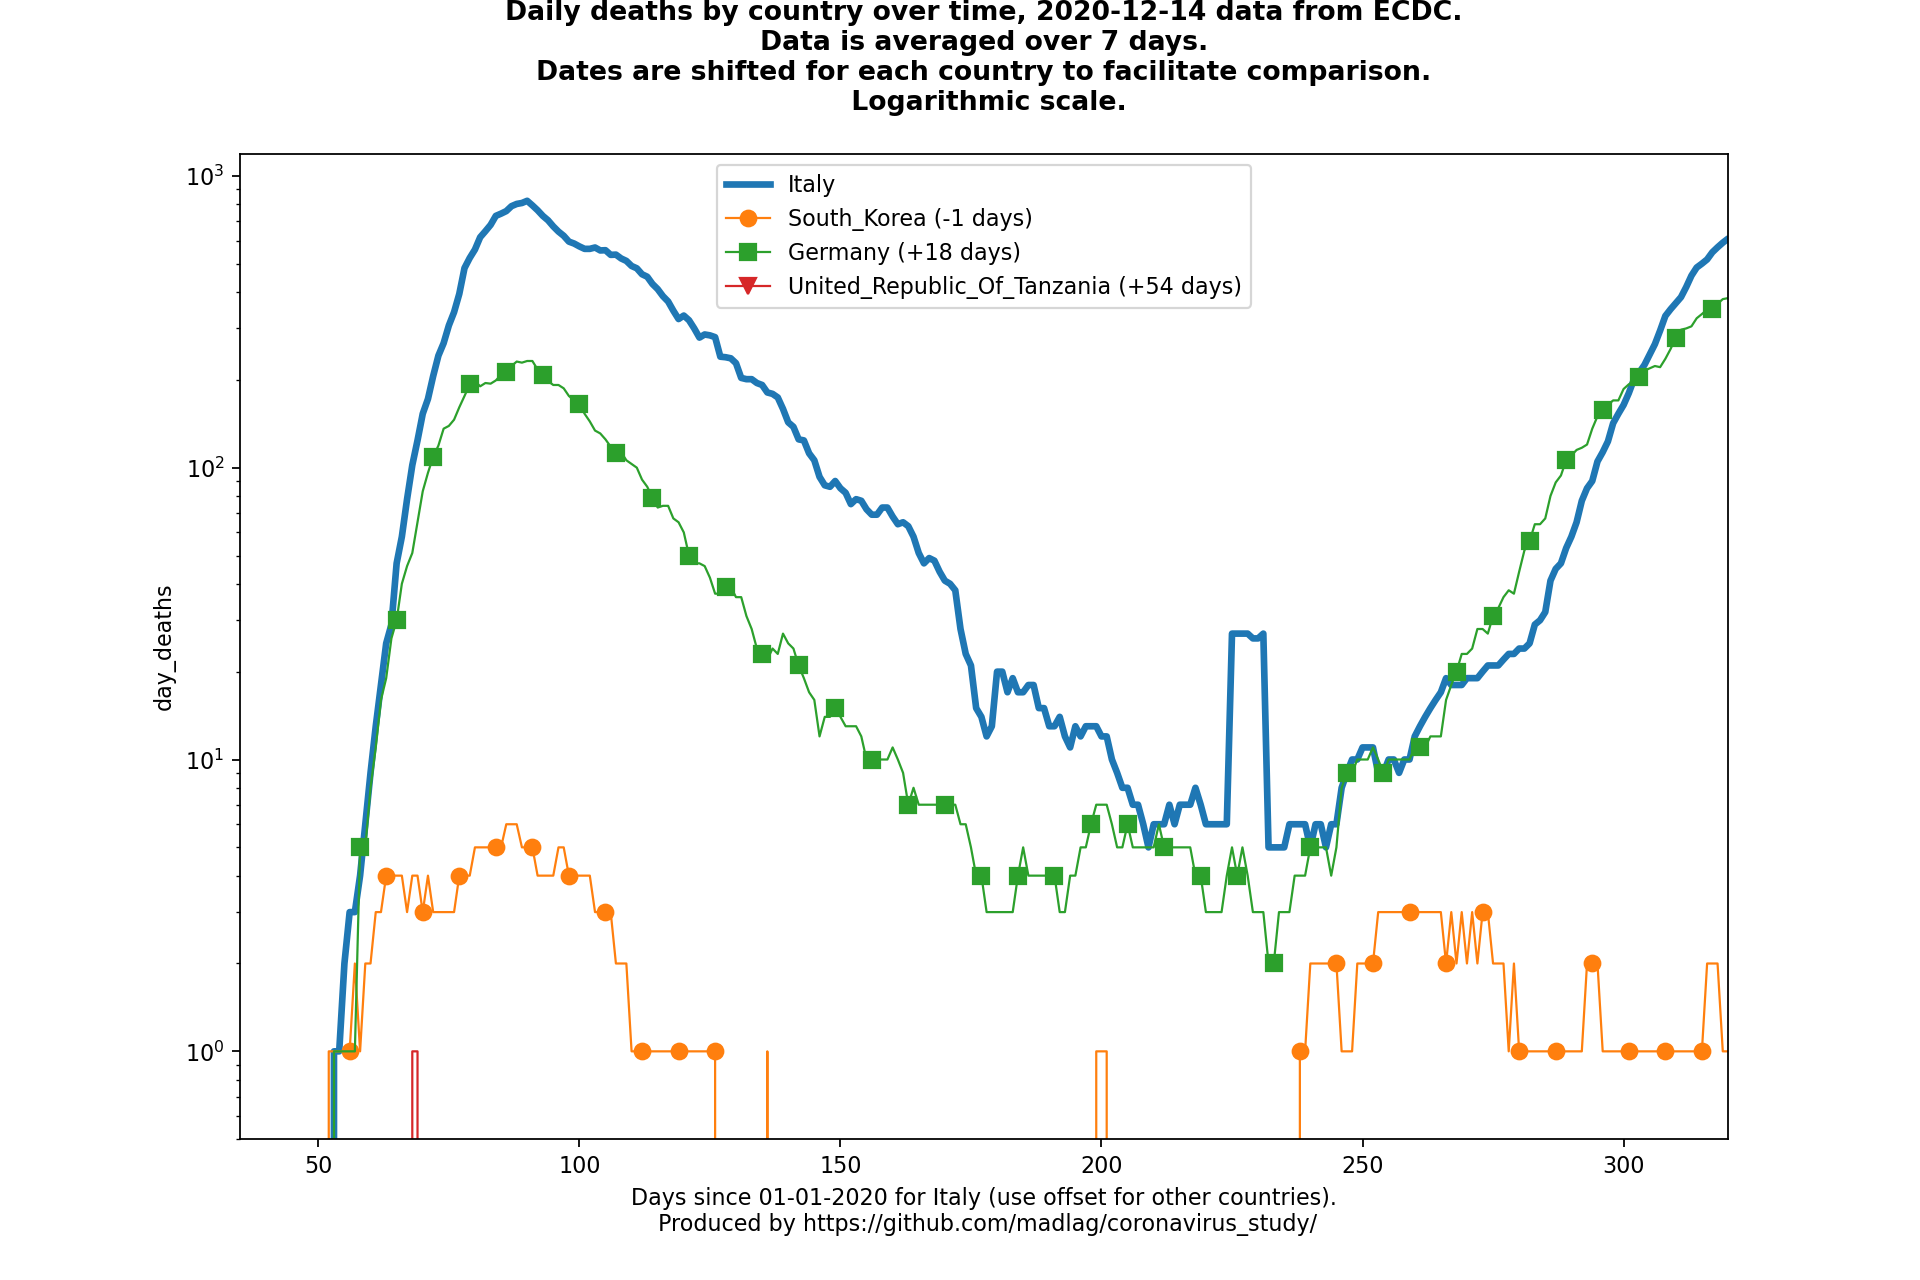 Daily deaths by country over time, 2020-12-14 data from ECDC.
Data is averaged over 7 days.
Dates are shifted for each country to facilitate comparison.
Logarithmic scale.
Italy
South_Korea (-1 days)
Germany (+18 days)
United_Republic_Of_Tanzania (+54 days)
10³
10²
10¹
10⁰
day_deaths
50 100 150 200 250 300
Days since 01-01-2020 for Italy (use offset for other countries).
Produced by https://github.com/madlag/coronavirus_study/